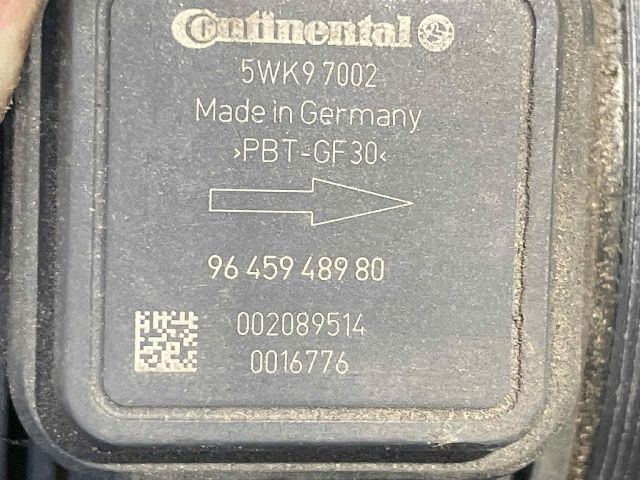 Continental
5WK9 7002
Made in Germany
>PBT-GF30<
96 459 489 80
002089514
0016776